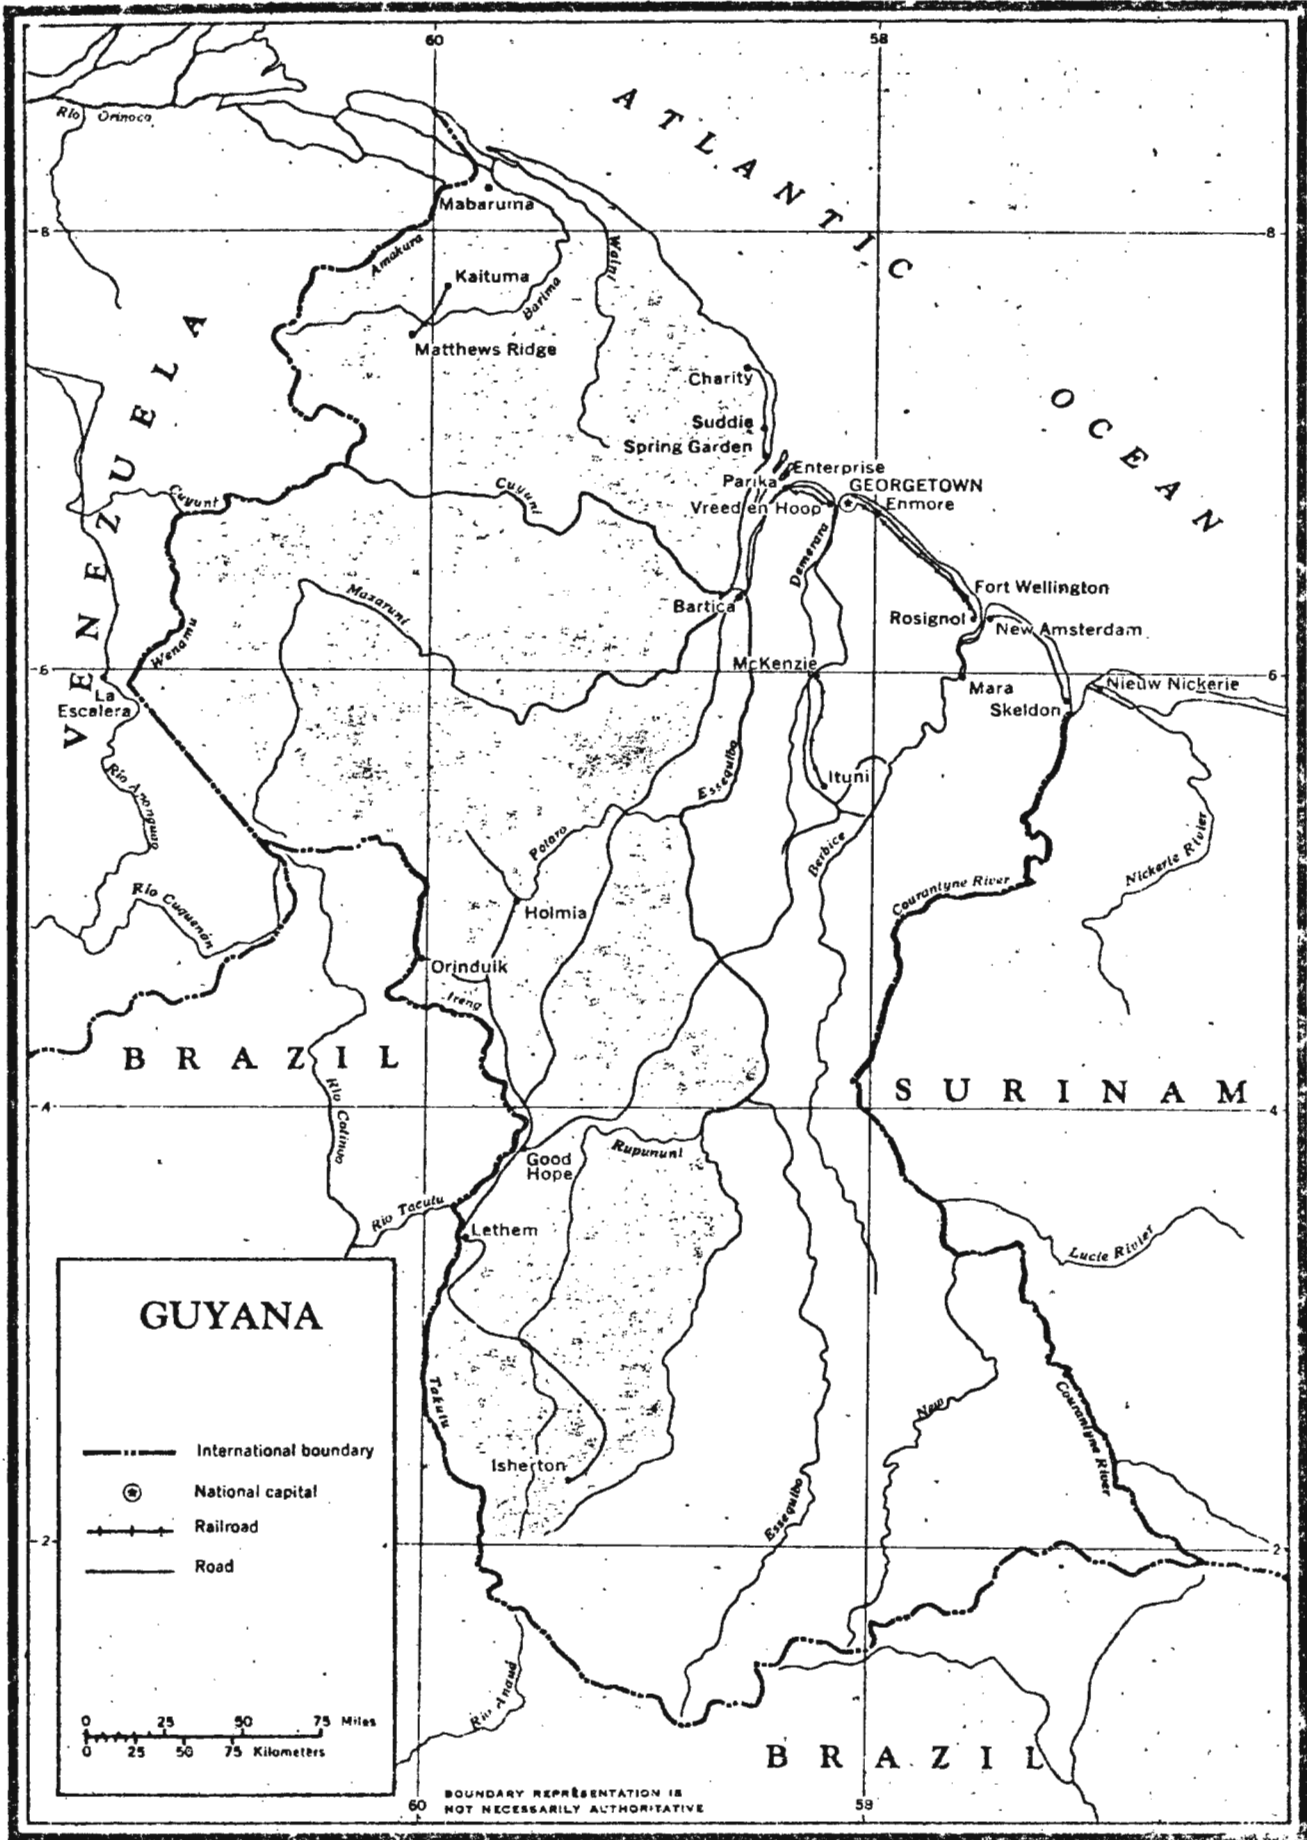 60
58
Rio Orinoco
ATLANTIC
OCEAN
8
8
Mabaruma
Amakura
Waini
Kaituma
Barima
Matthews Ridge
VENEZUELA
Charity
Suddie
Spring Garden
Enterprise
Parika
GEORGETOWN
Vreed en Hoop
Enmore
Cuyuni
Demerara
Fort Wellington
Mazaruni
Bartica
Rosignol
New Amsterdam
Wenamu
McKenzie
6
6
La
Escalera
Mara
Nieuw Nickerie
Skeldon
Essequibo
Ituni
Potaro
Berbice
Nickerie Rivier
Rio Cuquenán
Courantyne River
Holmia
Orinduik
Ireng
BRAZIL
SURINAM
4
4
Rupununi
Good
Hope
Rio Tacutu
Lethem
Lucie Rivier
GUYANA
Takutu
New
Courantyne River
International boundary
Isherton
National capital
Essequibo
Railroad
2
2
Road
0 25 50 75 Miles
0 25 50 75 Kilometers
BRAZIL
BOUNDARY REPRESENTATION IS
NOT NECESSARILY AUTHORITATIVE
60
58